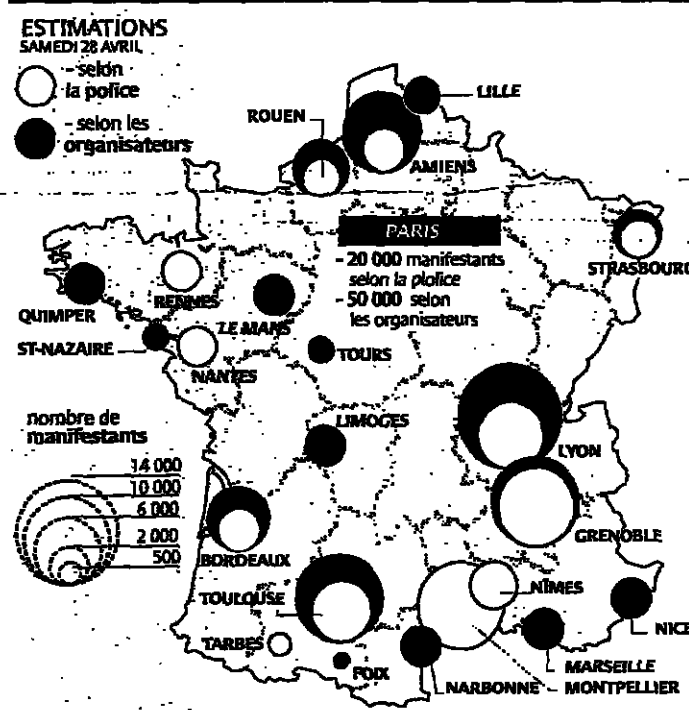 ESTIMATIONS
SAMEDI 28 AVRIL
- selon
la police
- selon les
organisateurs
LILLE
ROUEN
AMIENS
PARIS
- 20 000 manifestants
selon la plolice
- 50 000 selon
les organisateurs
STRASBOURG
RENNES
QUIMPER
LE MANS
ST-NAZAIRE
TOURS
NANTES
nombre de
manifestants
14 000
10 000
6 000
2 000
500
LIMOGES
LYON
GRENOBLE
BORDEAUX
TOULOUSE
NÎMES
NICE
TARBES
FOIX
MARSEILLE
NARBONNE
MONTPELLIER